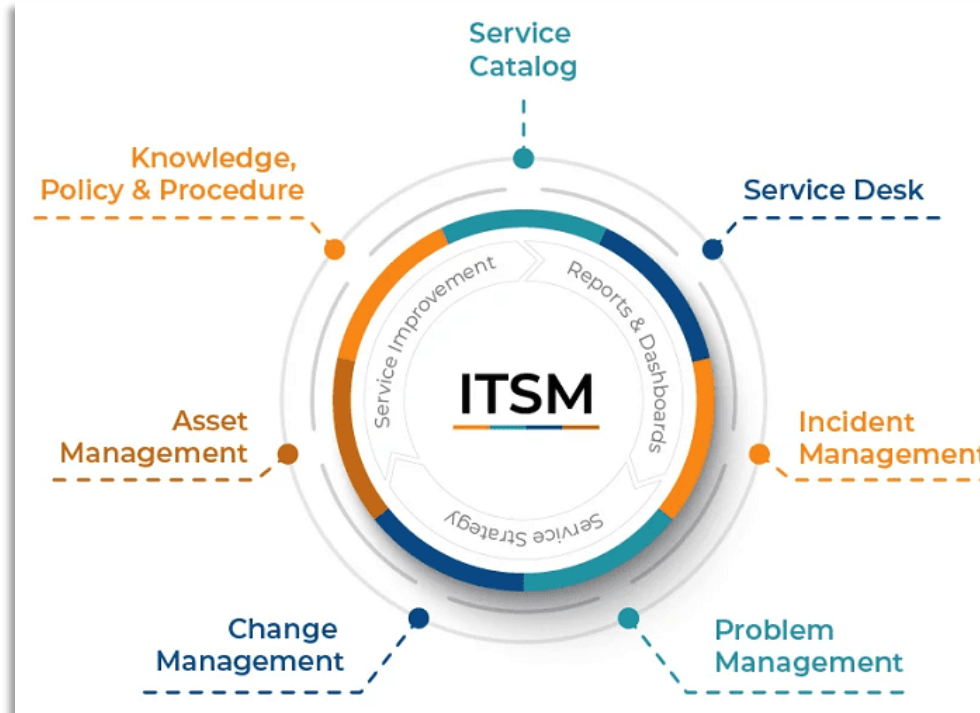 Service
Catalog
Knowledge,
Policy & Procedure
Service Desk
Service Improvement
Reports & Dashboards
ITSM
Asset
Management
Incident
Management
Service Strategy
Change
Management
Problem
Management